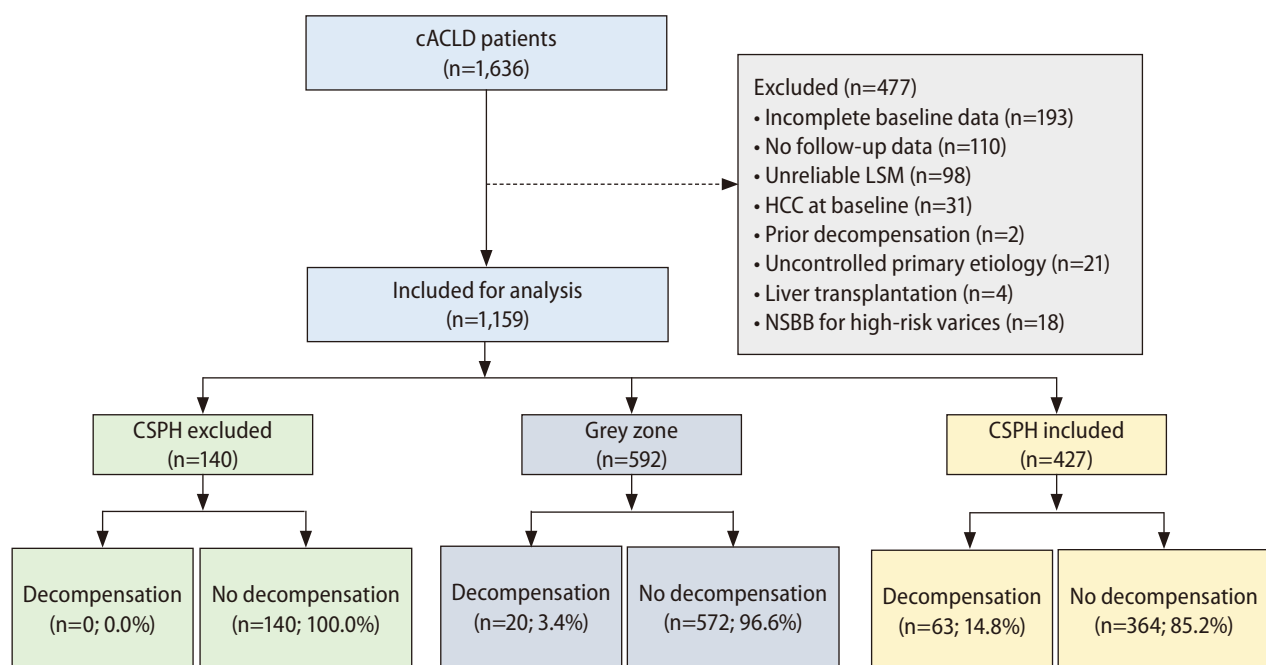 cACLD patients
(n=1,636)
Excluded (n=477)
• Incomplete baseline data (n=193)
• No follow-up data (n=110)
• Unreliable LSM (n=98)
• HCC at baseline (n=31)
• Prior decompensation (n=2)
• Uncontrolled primary etiology (n=21)
• Liver transplantation (n=4)
• NSBB for high-risk varices (n=18)
Included for analysis
(n=1,159)
CSPH excluded
(n=140)
Grey zone
(n=592)
CSPH included
(n=427)
Decompensation
(n=0; 0.0%)
No decompensation
(n=140; 100.0%)
Decompensation
(n=20; 3.4%)
No decompensation
(n=572; 96.6%)
Decompensation
(n=63; 14.8%)
No decompensation
(n=364; 85.2%)